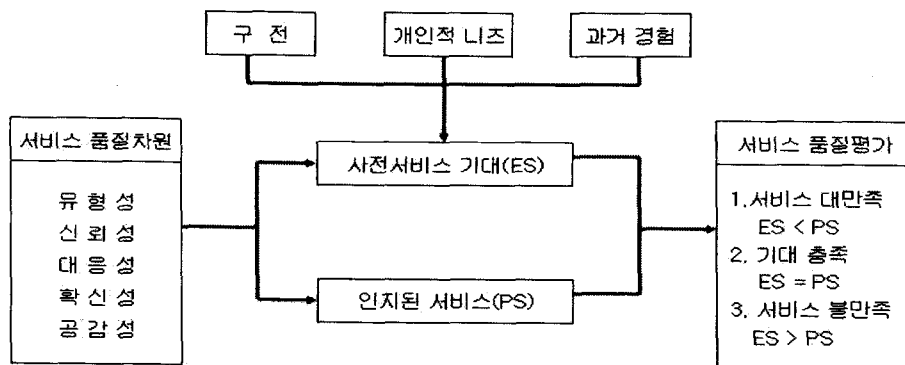 구 전
개인적 니즈
과거 경험
서비스 품질차원
유 형 성
신 뢰 성
대 응 성
확 신 성
공 감 성
사전서비스 기대(ES)
인지된 서비스(PS)
서비스 품질평가
1.서비스 대만족
ES < PS
2. 기대 충족
ES = PS
3. 서비스 불만족
ES > PS